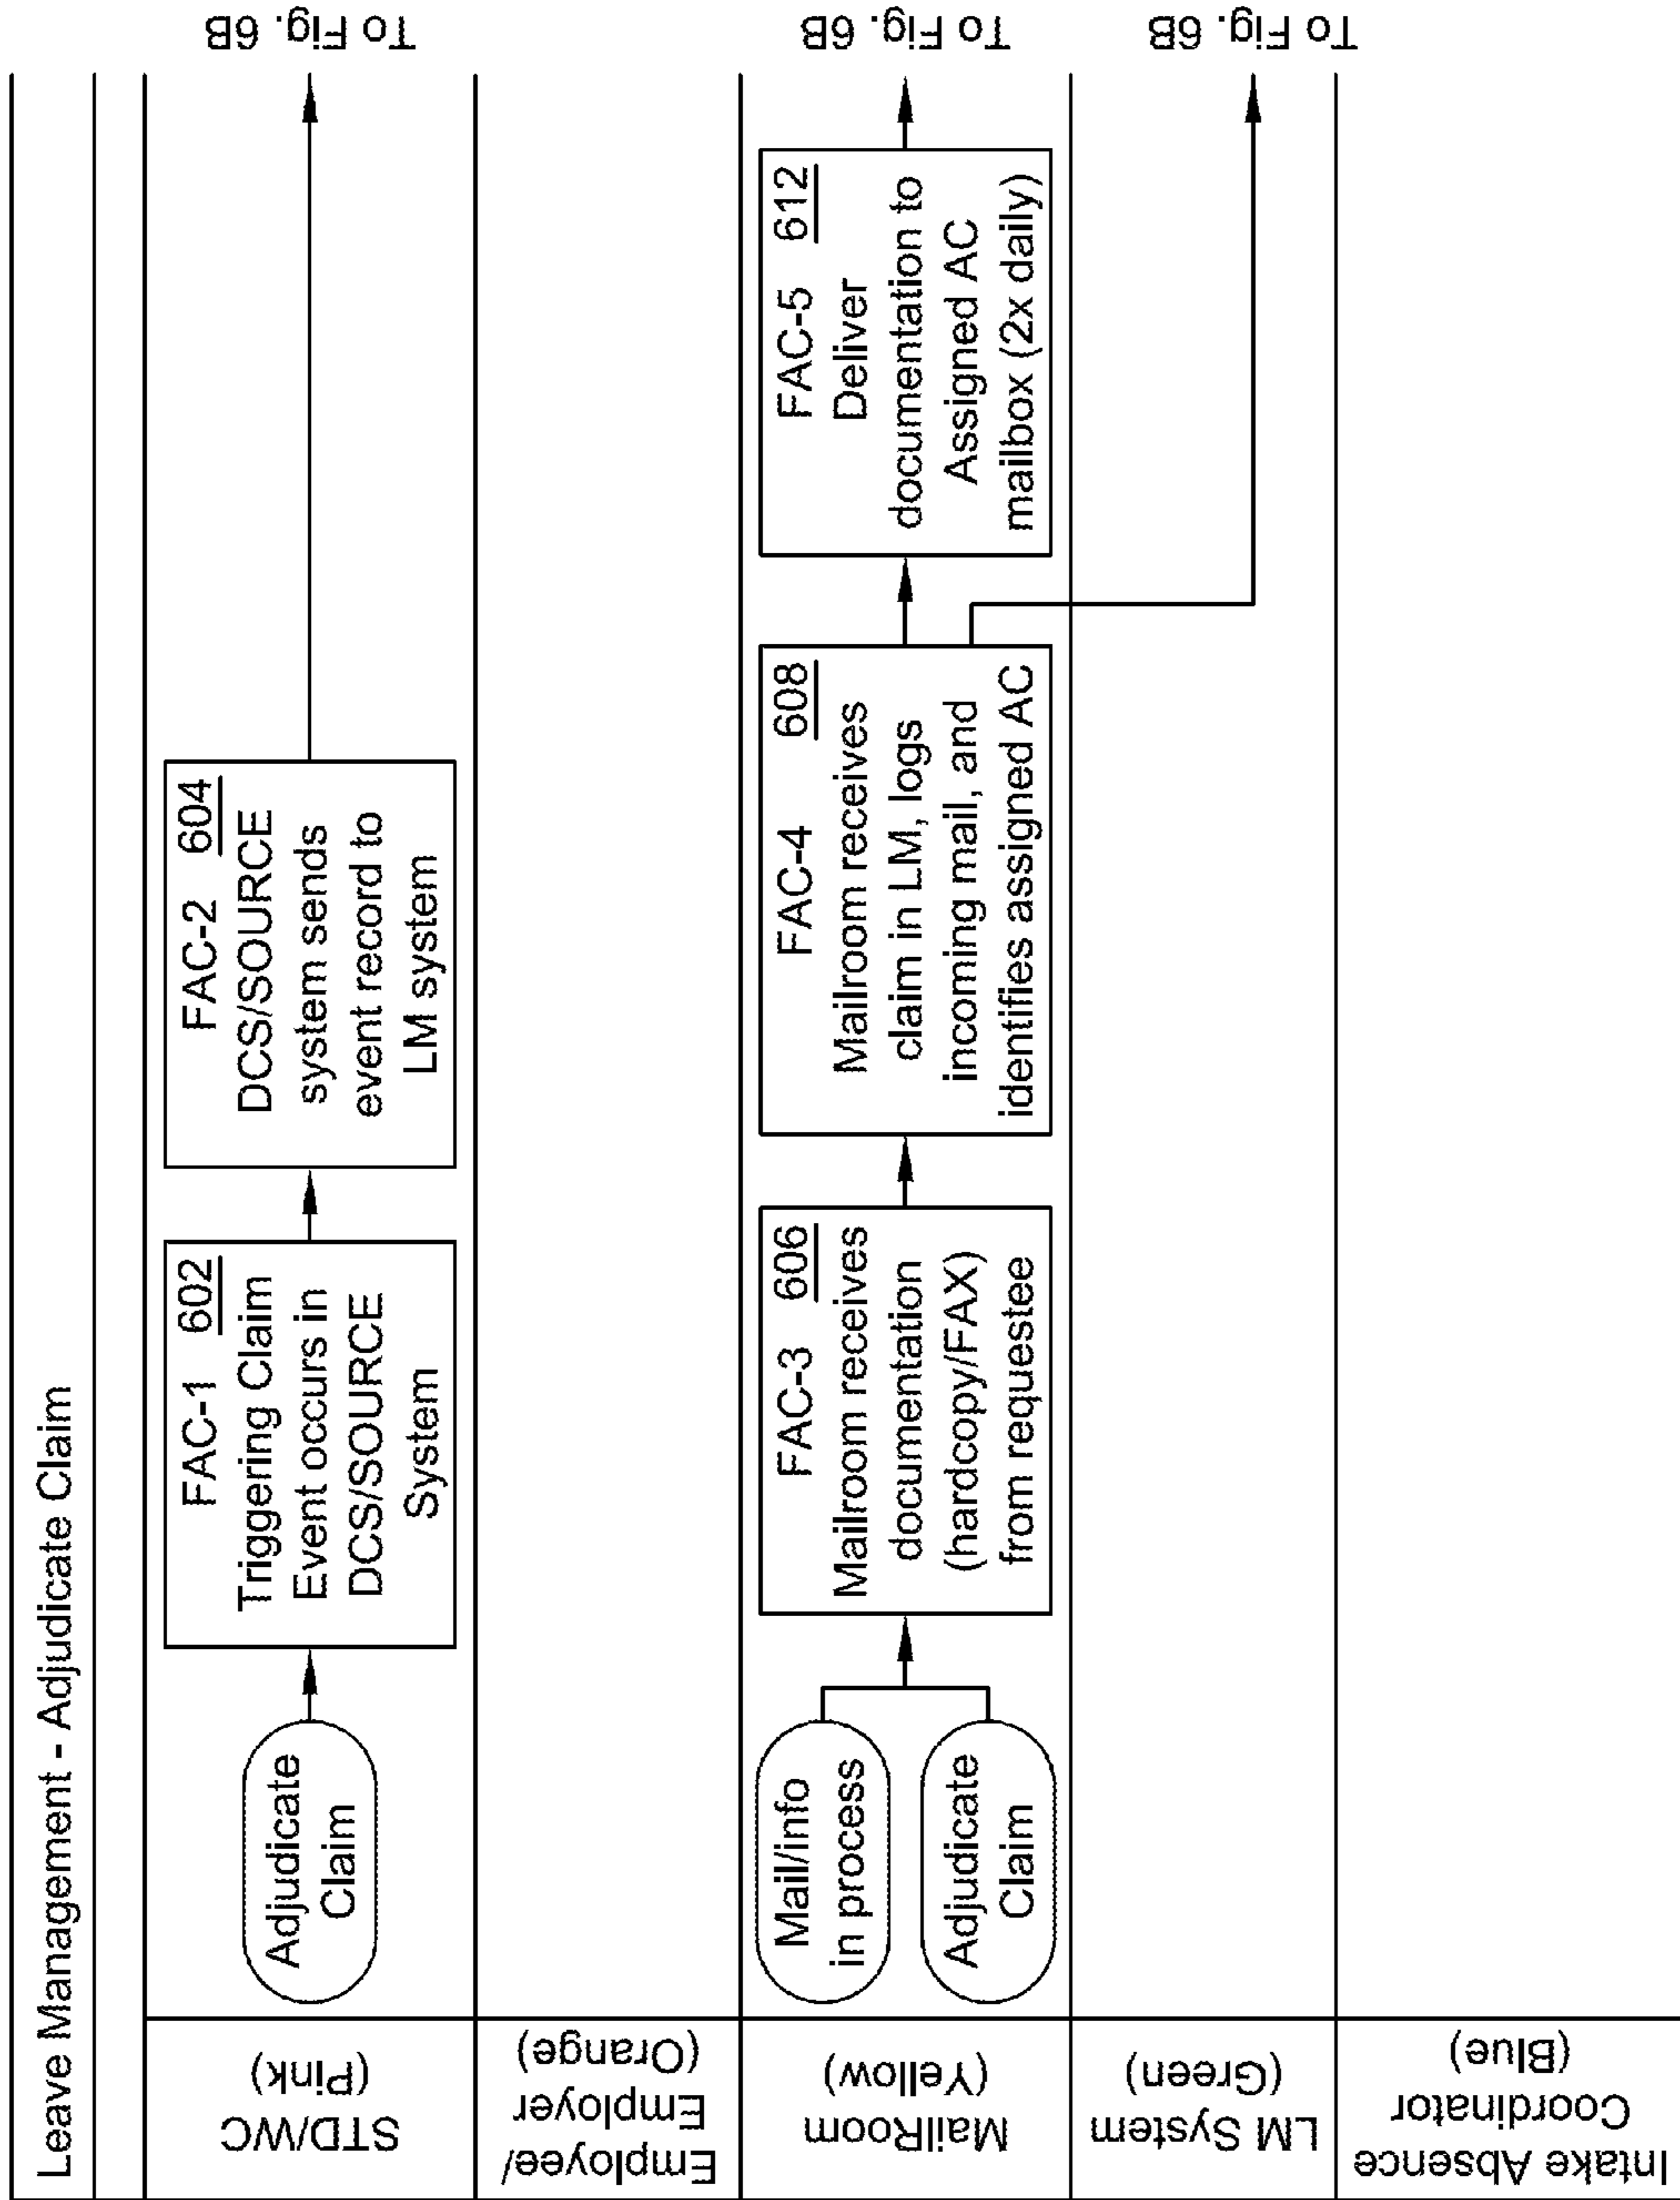 Leave Management - Adjudicate Claim
STD/WC
(Pink)
Adjudicate
Claim
FAC-1 602
Triggering Claim
Event occurs in
DCS/SOURCE
System
FAC-2 604
DCS/SOURCE
system sends
event record to
LM system
To Fig. 6B
Employee/
Employer
(Orange)
MailRoom
(Yellow)
Mail/info
in process
Adjudicate
Claim
FAC-3 606
Mailroom receives
documentation
(hardcopy/FAX)
from requestee
FAC-4 608
Mailroom receives
claim in LM, logs
incoming mail, and
identifies assigned AC
FAC-5 612
Deliver
documentation to
Assigned AC
mailbox (2x daily)
To Fig. 6B
LM System
(Green)
To Fig. 6B
Intake Absence
Coordinator
(Blue)